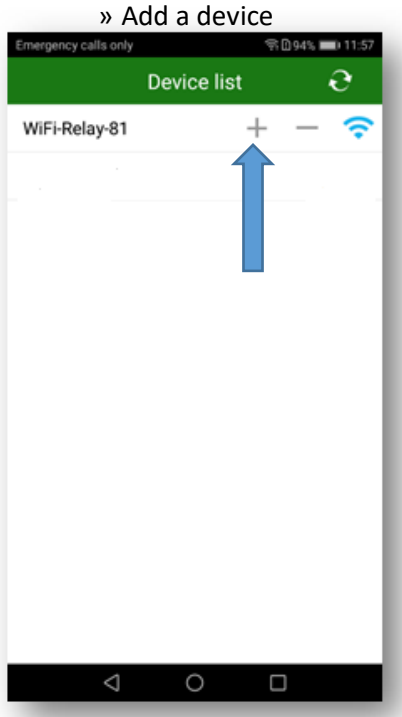 » Add a device
Emergency calls only 94% 11:57
Device list
WiFi-Relay-81